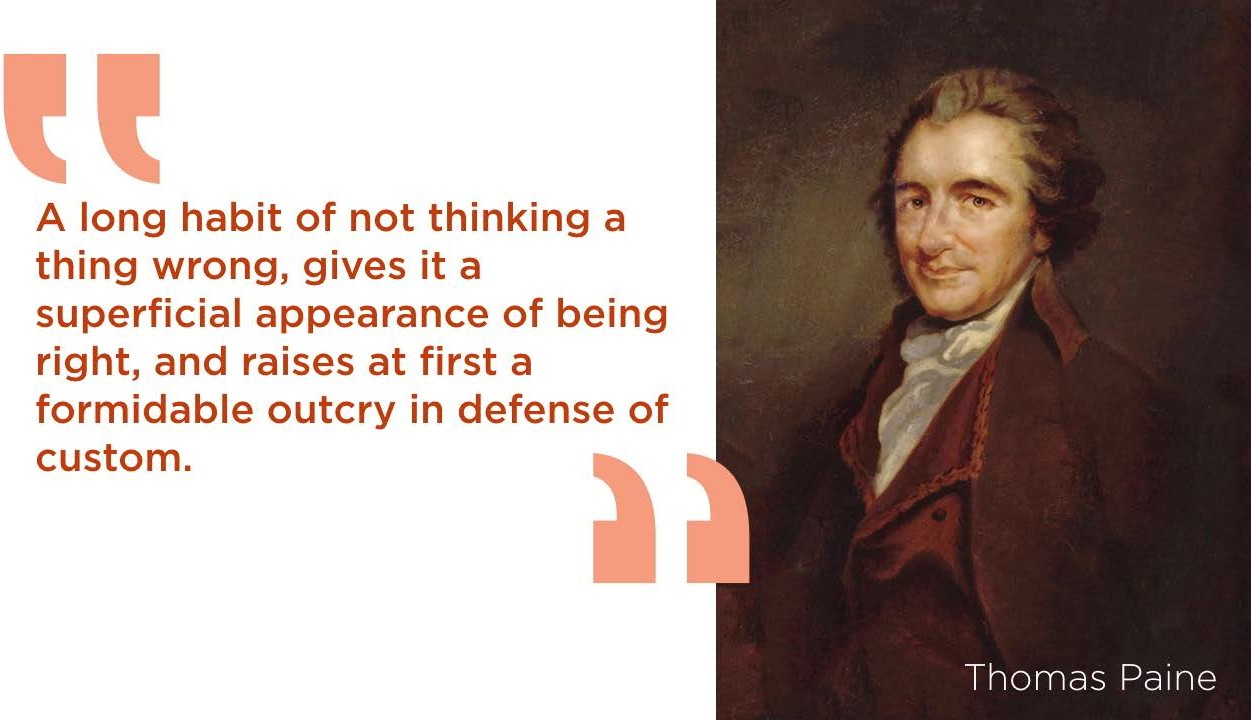 A long habit of not thinking a
thing wrong, gives it a
superficial appearance of being
right, and raises at first a
formidable outcry in defense of
custom.
Thomas Paine